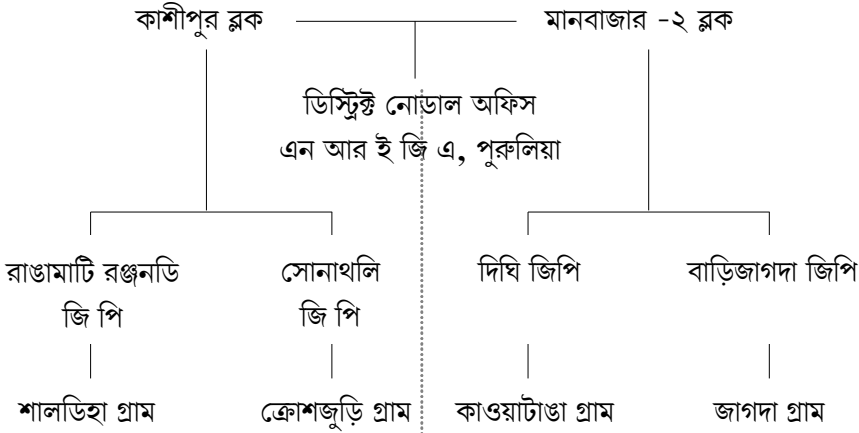 কাশীপুর ব্লক
মানবাজার -২ ব্লক
ডিস্ট্রিক্ট নোডাল অফিস
এন আর ই জি এ, পুরুলিয়া
রাঙামাটি রঞ্জনডি
জি পি
সোনাথলি
জি পি
দিঘি জিপি
বাড়িজাগদা জিপি
শালডিহা গ্রাম
ক্রোশজুড়ি গ্রাম
কাওয়াটাঙা গ্রাম
জাগদা গ্রাম